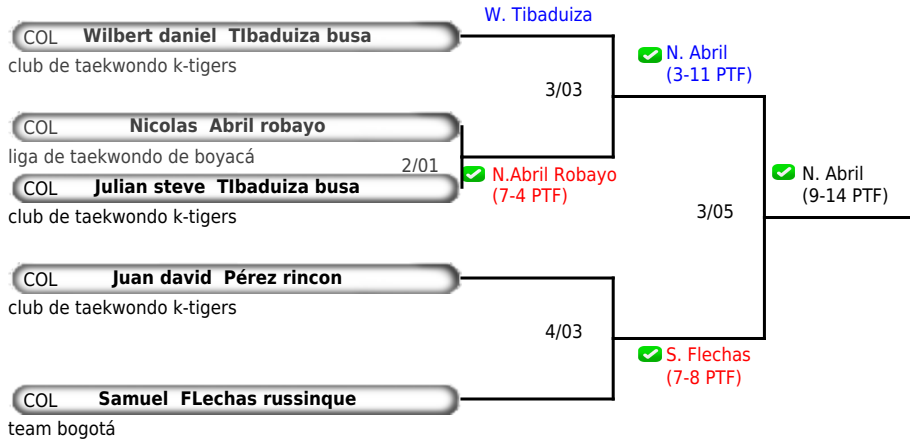 W. Tibaduiza
COL Wilbert daniel TIbaduiza busa
club de taekwondo k-tigers
N. Abril
(3-11 PTF)
3/03
COL Nicolas Abril robayo
liga de taekwondo de boyacá
2/01
N.Abril Robayo
(7-4 PTF)
COL Julian steve TIbaduiza busa
club de taekwondo k-tigers
N. Abril
(9-14 PTF)
3/05
COL Juan david Pérez rincon
club de taekwondo k-tigers
4/03
S. Flechas
(7-8 PTF)
COL Samuel FLechas russinque
team bogotá